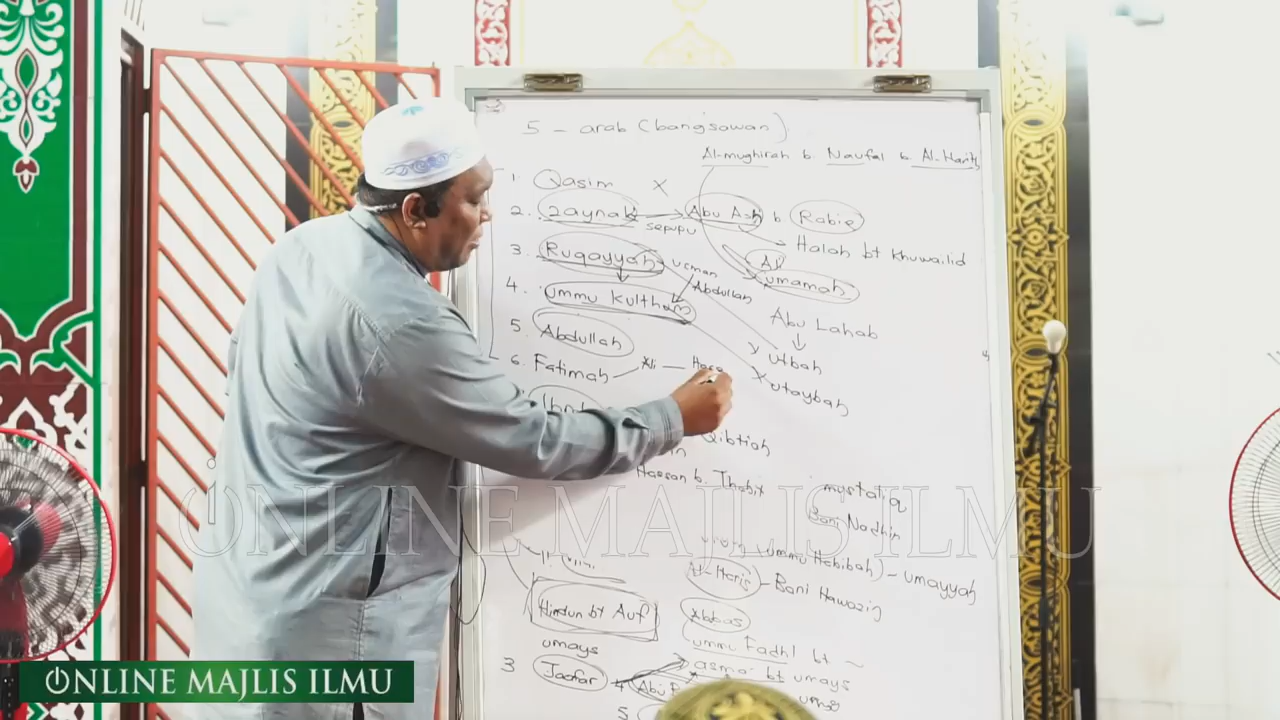 5 - arab (bangsawan)
Al-mughirah b Naufal b Al-Harith
1. Qasim X
2. Zaynab Abu Ash b. Rabie
sepupu
Halah bt Khuwailid
3. Ruqayyah usman Ali
umamah
4. ummu kulthum Abdullah
Abu Lahab
5. Abdullah
utbah
6. Fatimah Ali - Hasa
utaybah
Qibtiah
Hassan b. Thabit mustaliq
Bani Nadhir
ummu Habibah) - umayyah
Al-Haris - Bani Hawazin
Hindun bt Auf Abbas
umays ummu Fadhl bt ~
3 Jaafar asma' bt umays
4 Abu
5
ONLINE MAJLIS ILMU
ONLINE MAJLIS ILMU